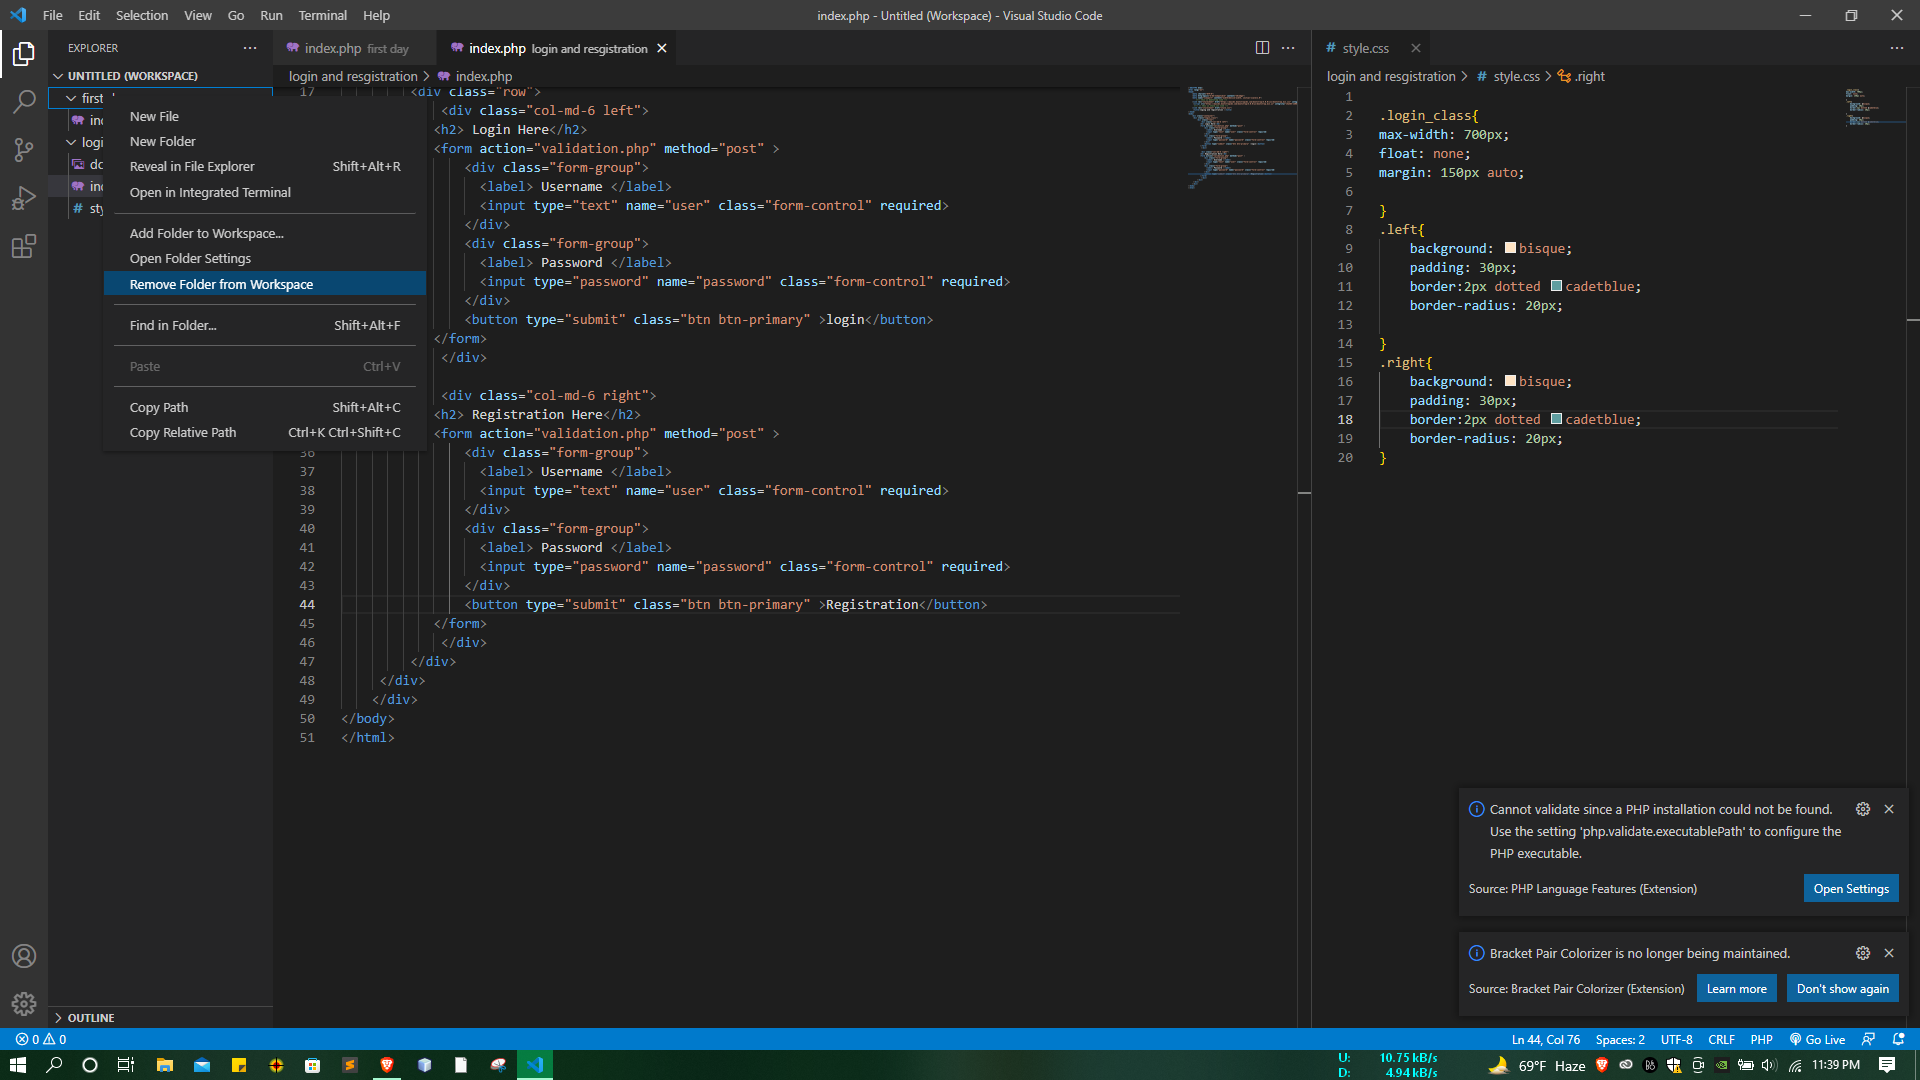 File Edit Selection View Go Run Terminal Help
index.php - Untitled (Workspace) - Visual Studio Code
EXPLORER
UNTITLED (WORKSPACE)
first
logi
OUTLINE
New File
New Folder
Reveal in File Explorer Shift+Alt+R
Open in Integrated Terminal
Add Folder to Workspace...
Open Folder Settings
Remove Folder from Workspace
Find in Folder... Shift+Alt+F
Paste Ctrl+V
Copy Path Shift+Alt+C
Copy Relative Path Ctrl+K Ctrl+Shift+C
index.php first day
index.php login and resgistration
login and resgistration > index.php
17 <div class="row">
<div class="col-md-6 left">
<h2> Login Here</h2>
<form action="validation.php" method="post" >
<div class="form-group">
<label> Username </label>
<input type="text" name="user" class="form-control" required>
</div>
<div class="form-group">
<label> Password </label>
<input type="password" name="password" class="form-control" required>
</div>
<button type="submit" class="btn btn-primary" >login</button>
</form>
</div>
<div class="col-md-6 right">
<h2> Registration Here</h2>
<form action="validation.php" method="post" >
36 <div class="form-group">
37 <label> Username </label>
38 <input type="text" name="user" class="form-control" required>
39 </div>
40 <div class="form-group">
41 <label> Password </label>
42 <input type="password" name="password" class="form-control" required>
43 </div>
44 <button type="submit" class="btn btn-primary" >Registration</button>
45 </form>
46 </div>
47 </div>
48 </div>
49 </div>
50 </body>
51 </html>
# style.css
login and resgistration > # style.css > .right
1
2 .login_class{
3 max-width: 700px;
4 float: none;
5 margin: 150px auto;
6
7 }
8 .left{
9 background: bisque;
10 padding: 30px;
11 border:2px dotted cadetblue;
12 border-radius: 20px;
13
14 }
15 .right{
16 background: bisque;
17 padding: 30px;
18 border:2px dotted cadetblue;
19 border-radius: 20px;
20 }
Cannot validate since a PHP installation could not be found.
Use the setting 'php.validate.executablePath' to configure the
PHP executable.
Source: PHP Language Features (Extension)
Open Settings
Bracket Pair Colorizer is no longer being maintained.
Source: Bracket Pair Colorizer (Extension)
Learn more
Don't show again
0 0
Ln 44, Col 76 Spaces: 2 UTF-8 CRLF PHP Go Live
U: 10.75 kB/s
D: 4.94 kB/s
69°F Haze
11:39 PM